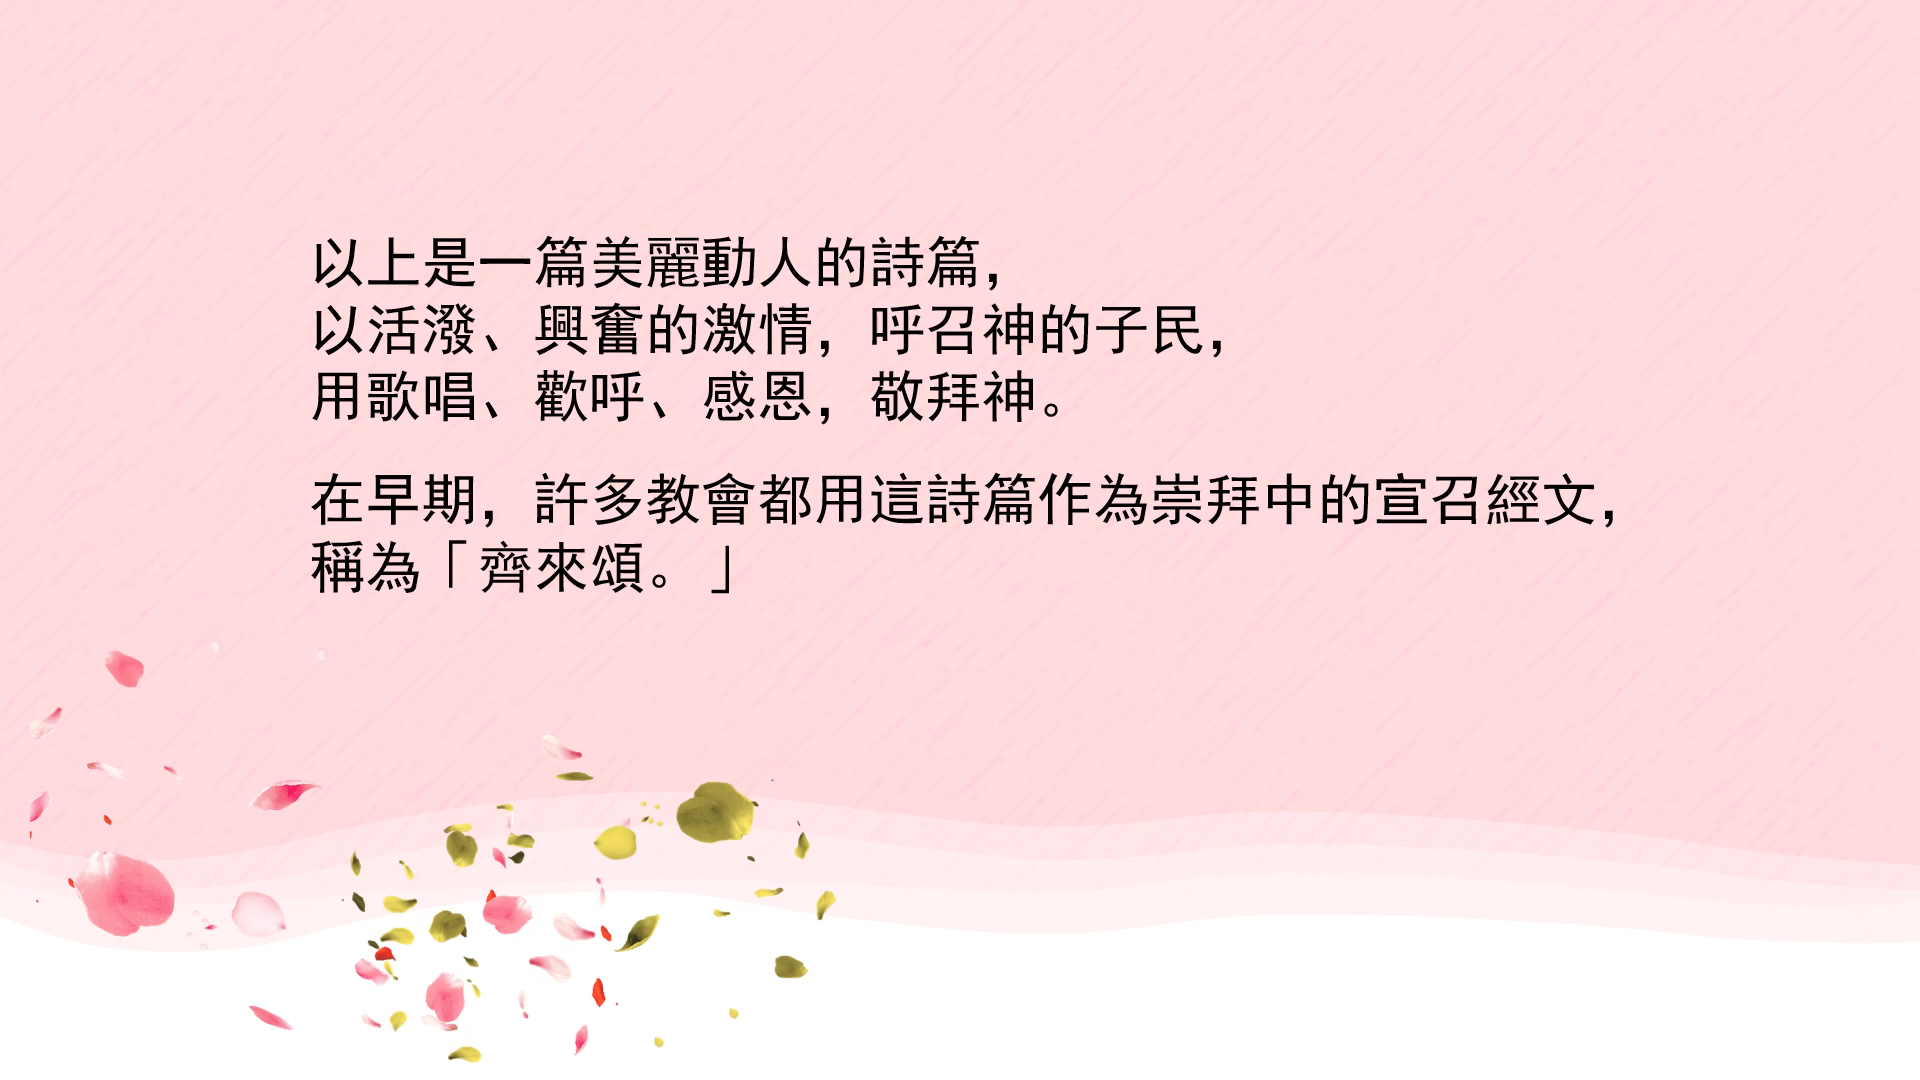 以上是一篇美麗動人的詩篇，
以活潑、興奮的激情，呼召神的子民，
用歌唱、歡呼、感恩，敬拜神。
在早期，許多教會都用這詩篇作為崇拜中的宣召經文，
稱為「齊來頌。」